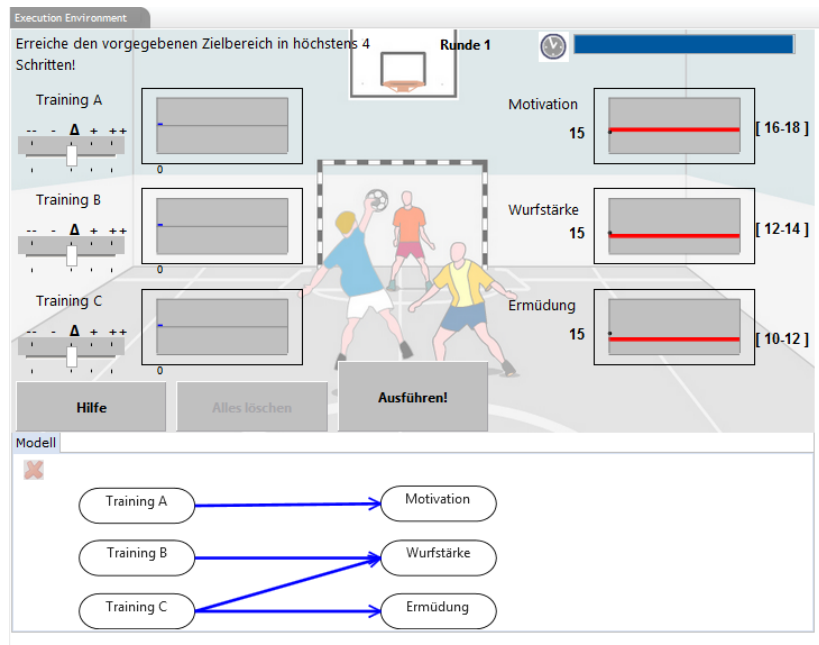 Execution Environment
Erreiche den vorgegebenen Zielbereich in höchstens 4
Schritten!
Runde 1
Training A
-- - Δ + ++
0
Motivation
15
[ 16-18 ]
Training B
-- - Δ + ++
0
Wurfstärke
15
[ 12-14 ]
Training C
-- - Δ + ++
0
Ermüdung
15
[ 10-12 ]
Hilfe
Alles löschen
Ausführen!
Modell
Training A
Motivation
Training B
Wurfstärke
Training C
Ermüdung